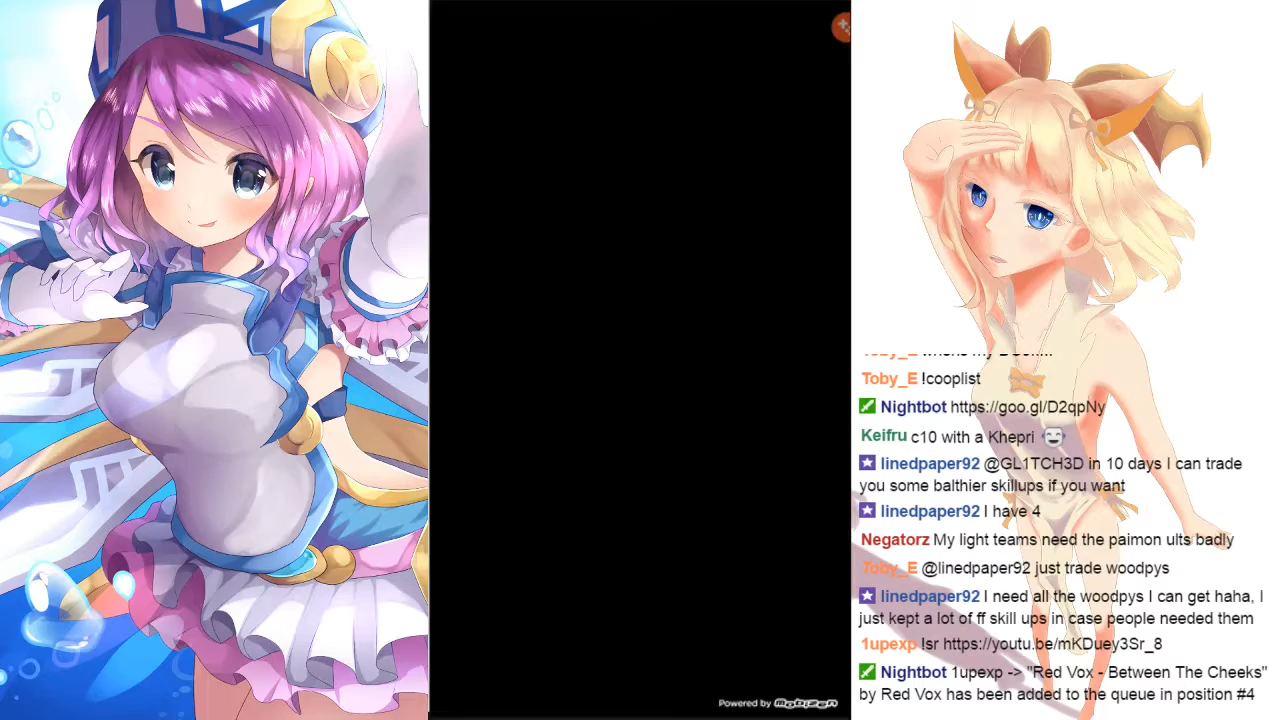 Toby_E !cooplist
Nightbot https://goo.gl/D2qpNy
Keifru c10 with a Khepri
linedpaper92 @GL1TCH3D in 10 days I can trade
you some balthier skillups if you want
linedpaper92 I have 4
Negatorz My light teams need the paimon ults badly
Toby_E @linedpaper92 just trade woodpys
linedpaper92 I need all the woodpys I can get haha, I
just kept a lot of ff skill ups in case people needed them
1upexp !sr https://youtu.be/mKDuey3Sr_8
Nightbot 1upexp -> "Red Vox - Between The Cheeks"
by Red Vox has been added to the queue in position #4
Powered by Mobizen